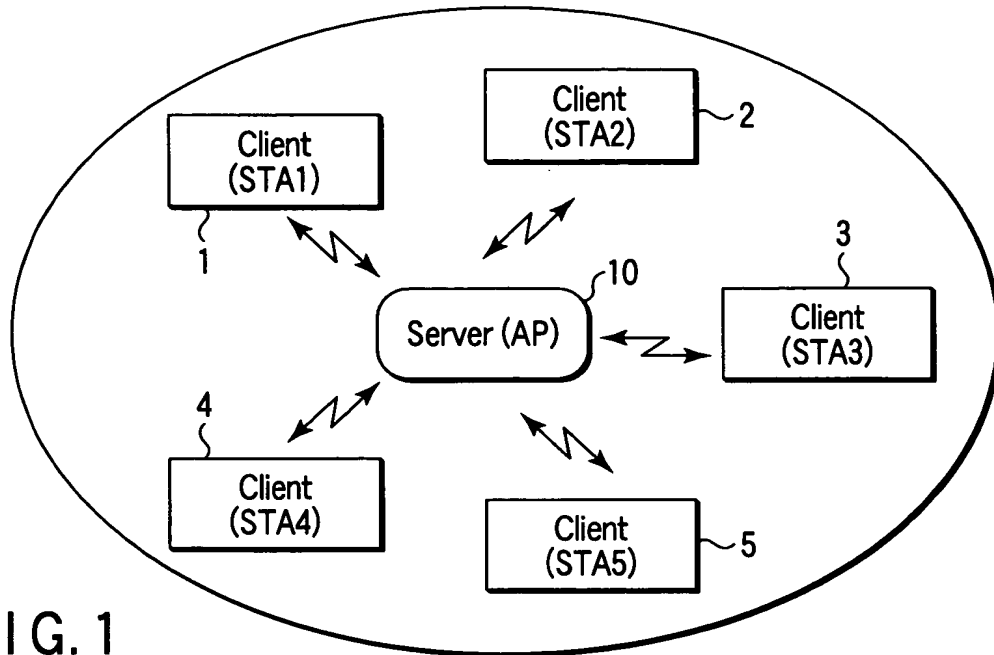 Client
(STA1)
1
Client
(STA2)
2
10
Server (AP)
3
Client
(STA3)
4
Client
(STA4)
Client
(STA5)
5
IG. 1